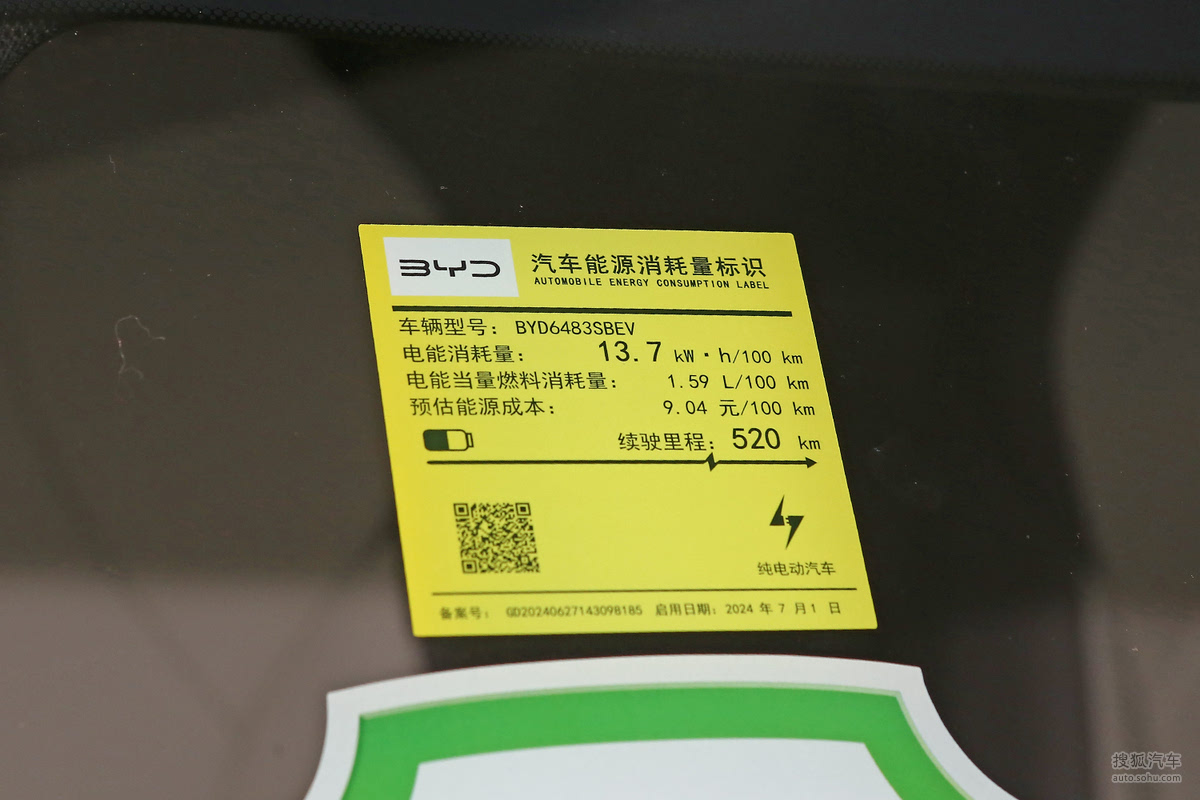 BYD
汽车能源消耗量标识
AUTOMOBILE ENERGY CONSUMPTION LABEL
车辆型号: BYD6483SBEV
电能消耗量: 13.7 kW·h/100 km
电能当量燃料消耗量: 1.59 L/100 km
预估能源成本: 9.04 元/100 km
续驶里程: 520 km
纯电动汽车
备案号: GD20240627143098185 启用日期: 2024 年 7 月 1 日
搜狐汽车
auto.sohu.com